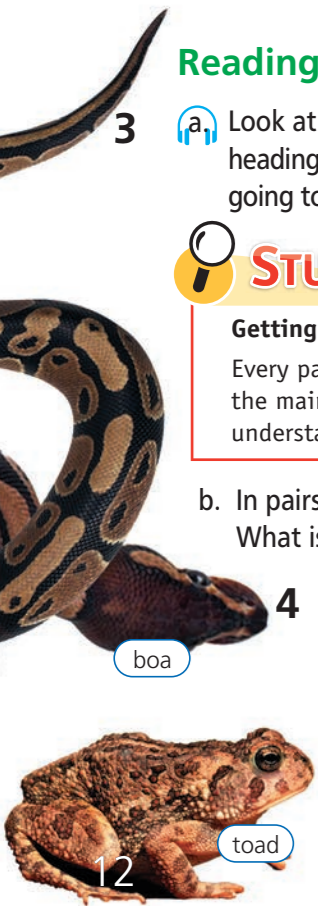 Reading
3
a. Look at
heading
going to
STU
Getting
Every pa
the main
understa
b. In pairs
What is
4
boa
toad
12